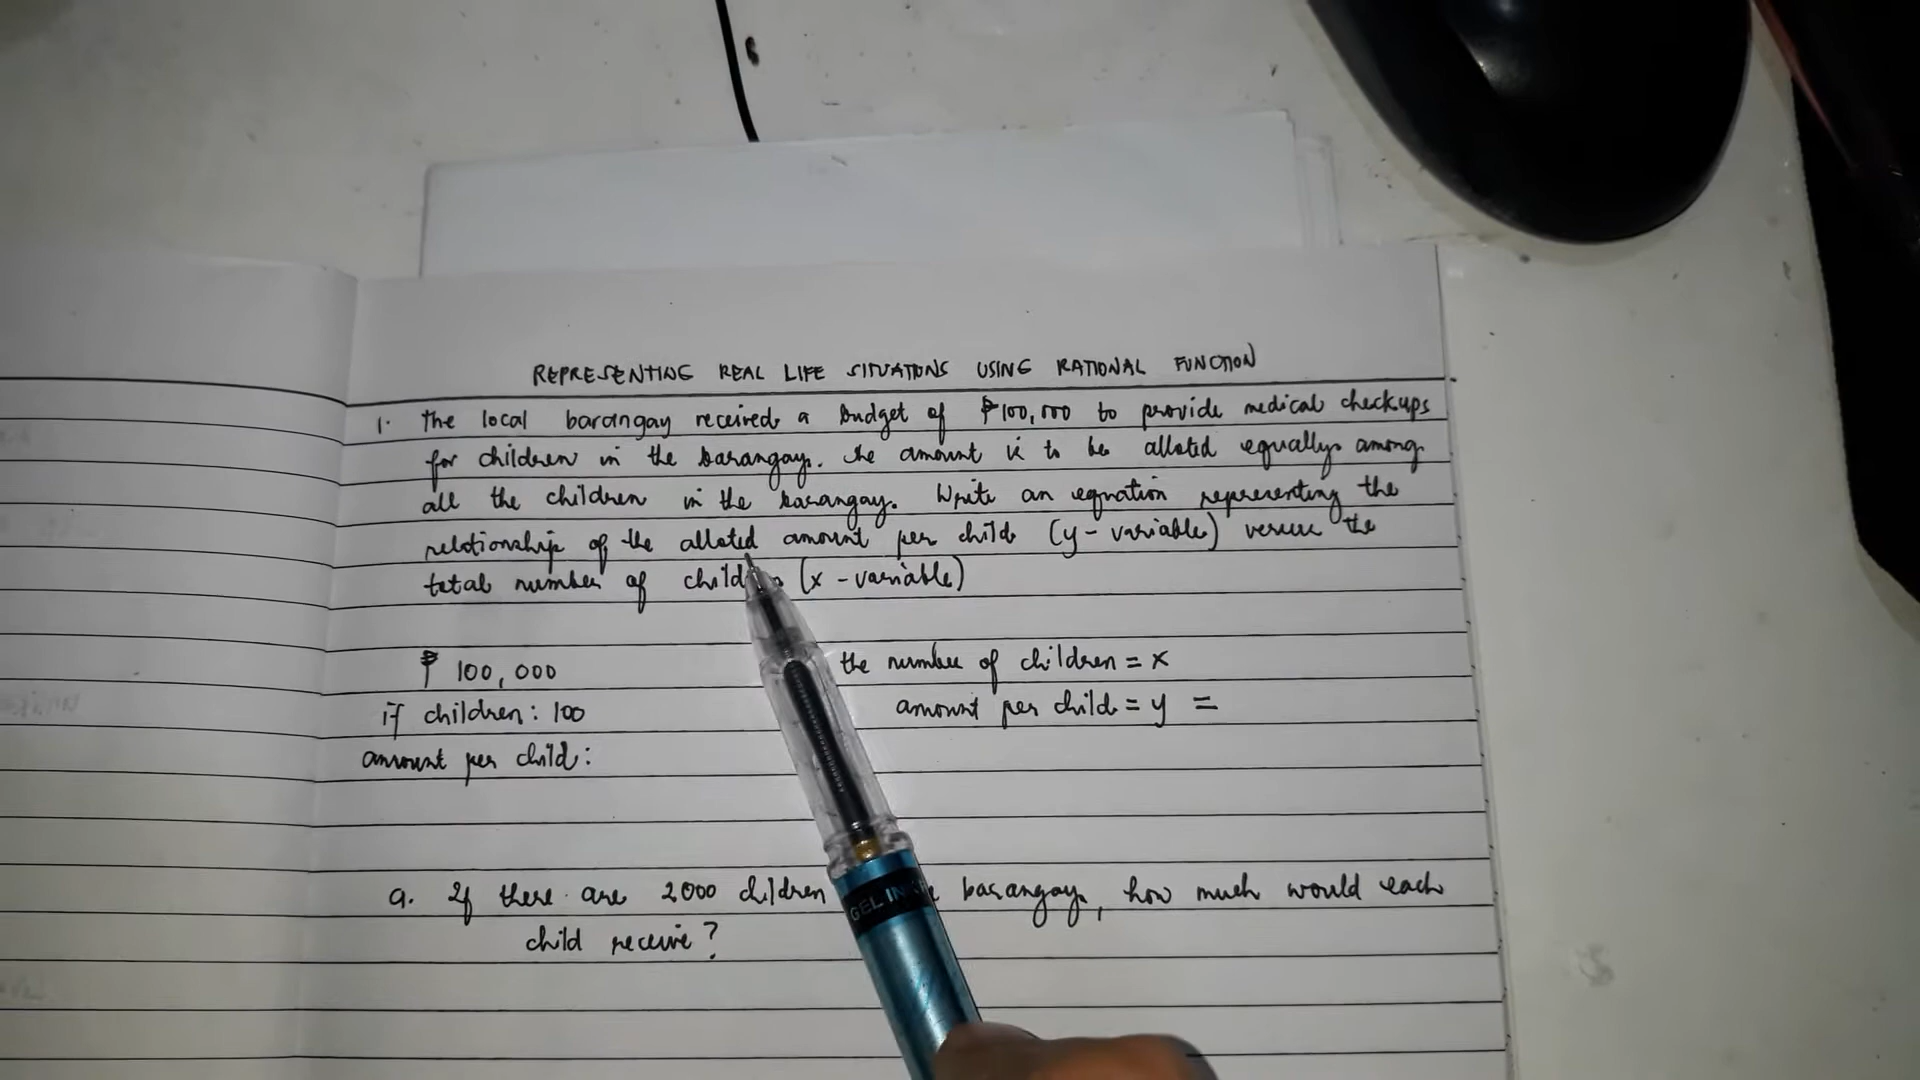 REPRESENTING REAL LIFE SITUATIONS USING RATIONAL FUNCTION
1. The local barangay received a budget of ₱100,000 to provide medical checkups
for children in the barangay. The amount is to be alloted equally among
all the children in the barangay. Write an equation representing the
relationship of the alloted amount per child (y - variable) versus the
total number of (x - variable)
₱ 100,000
the number of children = x
if children: 100
amount per child = y =
amount per child:
a. If there are 2000 children barangay, how much would each
child receive?
GEL IN